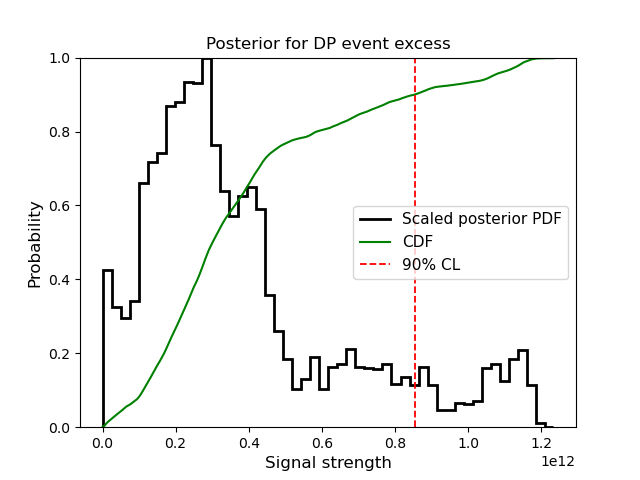 Posterior for DP event excess
1.0
0.8
0.6
0.4
0.2
0.0
Probability
Scaled posterior PDF
CDF
90% CL
0.0 0.2 0.4 0.6 0.8 1.0 1.2
1e12
Signal strength